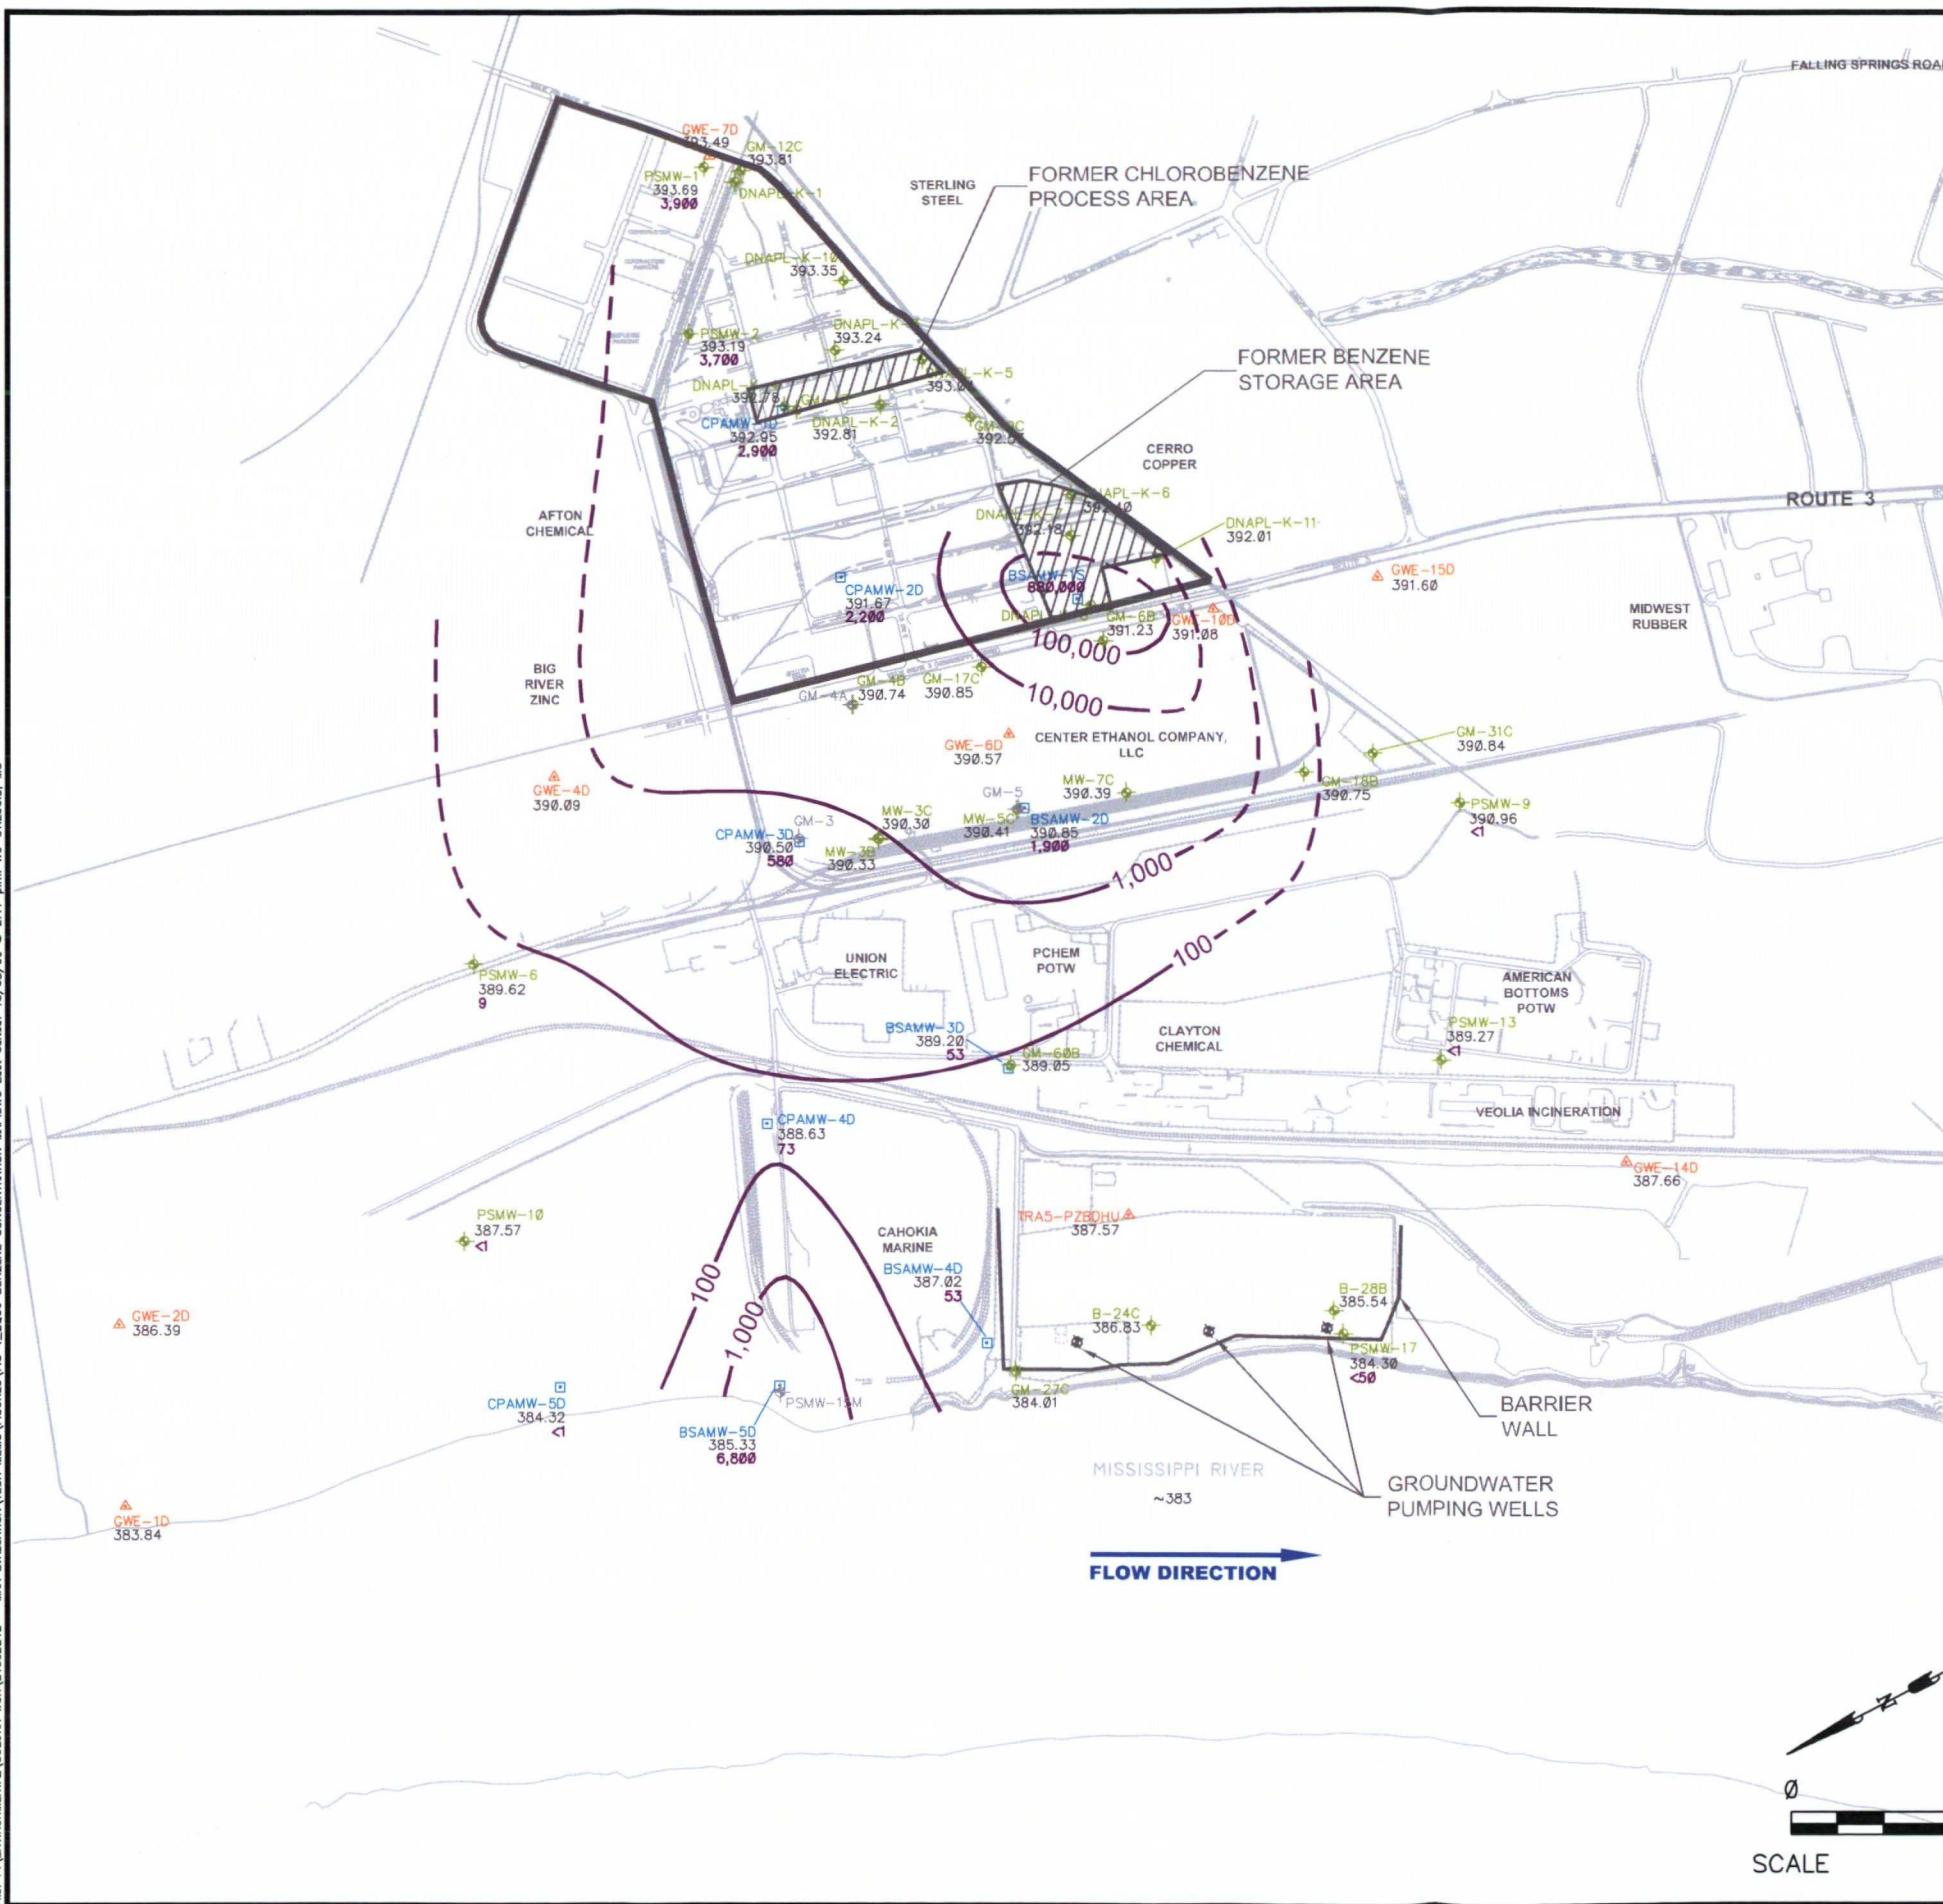 FALLING SPRINGS ROAD
GWE-7D
393.49
GM-12C
393.81
PSMW-1
393.69
3,900
DNAPL-K-1
STERLING
STEEL
FORMER CHLOROBENZENE
PROCESS AREA
DNAPL-K-10
393.35
PSMW-2
393.19
3,700
393.24
FORMER BENZENE
STORAGE AREA
392.78
CPAMW-1D
392.95
2,900
DNAPL-K-2
392.81
CERRO
COPPER
ROUTE 3
AFTON
CHEMICAL
DNAPL-K-11
392.01
392.18
CPAMW-2D
391.67
2,200
BSAMW-1S
880,000
GWE-15D
391.60
MIDWEST
RUBBER
GM-6B
391.23
GWE-10D
391.08
100,000
BIG
RIVER
ZINC
GM-4A
GM-4B
390.74
GM-17C
390.85
10,000
GWE-6D
390.57
CENTER ETHANOL COMPANY,
LLC
GM-31C
390.84
GWE-4D
390.09
GM-5
MW-7C
390.39
GM-18B
390.75
PSMW-9
390.96
<1
GM-3
CPAMW-3D
390.50
580
MW-3C
390.30
MW-3B
390.33
MW-5C
390.41
BSAMW-2D
390.85
1,900
1,000
100
UNION
ELECTRIC
PCHEM
POTW
AMERICAN
BOTTOMS
POTW
PSMW-6
389.62
9
BSAMW-3D
389.20
53
GM-60B
389.05
CLAYTON
CHEMICAL
PSMW-13
389.27
<1
VEOLIA INCINERATION
CPAMW-4D
388.63
73
GWE-14D
387.66
PSMW-10
387.57
<1
TRA5-PZBDHU
387.57
CAHOKIA
MARINE
BSAMW-4D
387.02
53
100
1,000
GWE-2D
386.39
B-24C
386.83
B-28B
385.54
PSMW-17
384.30
<50
CPAMW-5D
384.32
<1
BSAMW-5D
385.33
6,800
GM-27C
384.01
BARRIER
WALL
MISSISSIPPI RIVER
~383
GROUNDWATER
PUMPING WELLS
GWE-1D
383.84
FLOW DIRECTION
N
0
SCALE